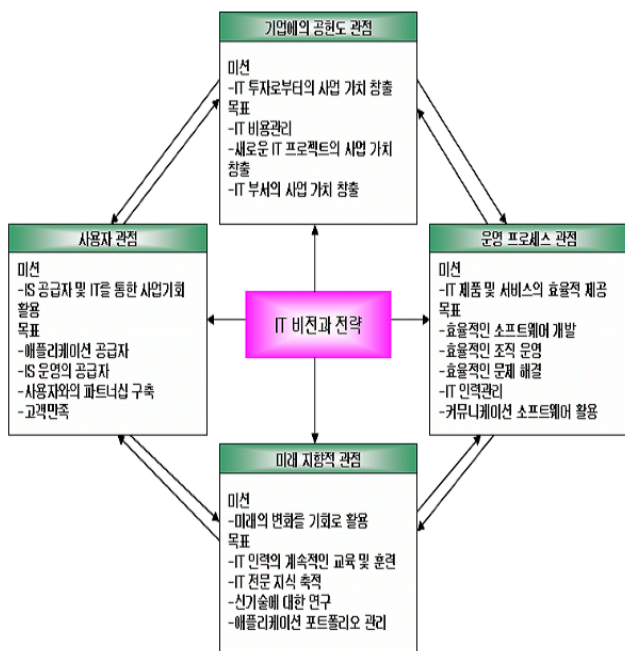 기업에의 공헌도 관점
미션
-IT 투자로부터의 사업 가치 창출
목표
-IT 비용관리
-새로운 IT 프로젝트의 사업 가치
창출
-IT 부서의 사업 가치 창출
사용자 관점
미션
-IS 공급자 및 IT를 통한 사업기회
활용
목표
-애플리케이션 공급자
-IS 운영의 공급자
-사용자와의 파트너십 구축
-고객만족
IT 비전과 전략
운영 프로세스 관점
미션
-IT 제품 및 서비스의 효율적 제공
목표
-효율적인 소프트웨어 개발
-효율적인 조직 운영
-효율적인 문제 해결
-IT 인력관리
-커뮤니케이션 소프트웨어 활용
미래 지향적 관점
미션
-미래의 변화를 기회로 활용
목표
-IT 인력의 계속적인 교육 및 훈련
-IT 전문 지식 축적
-신기술에 대한 연구
-애플리케이션 포트폴리오 관리